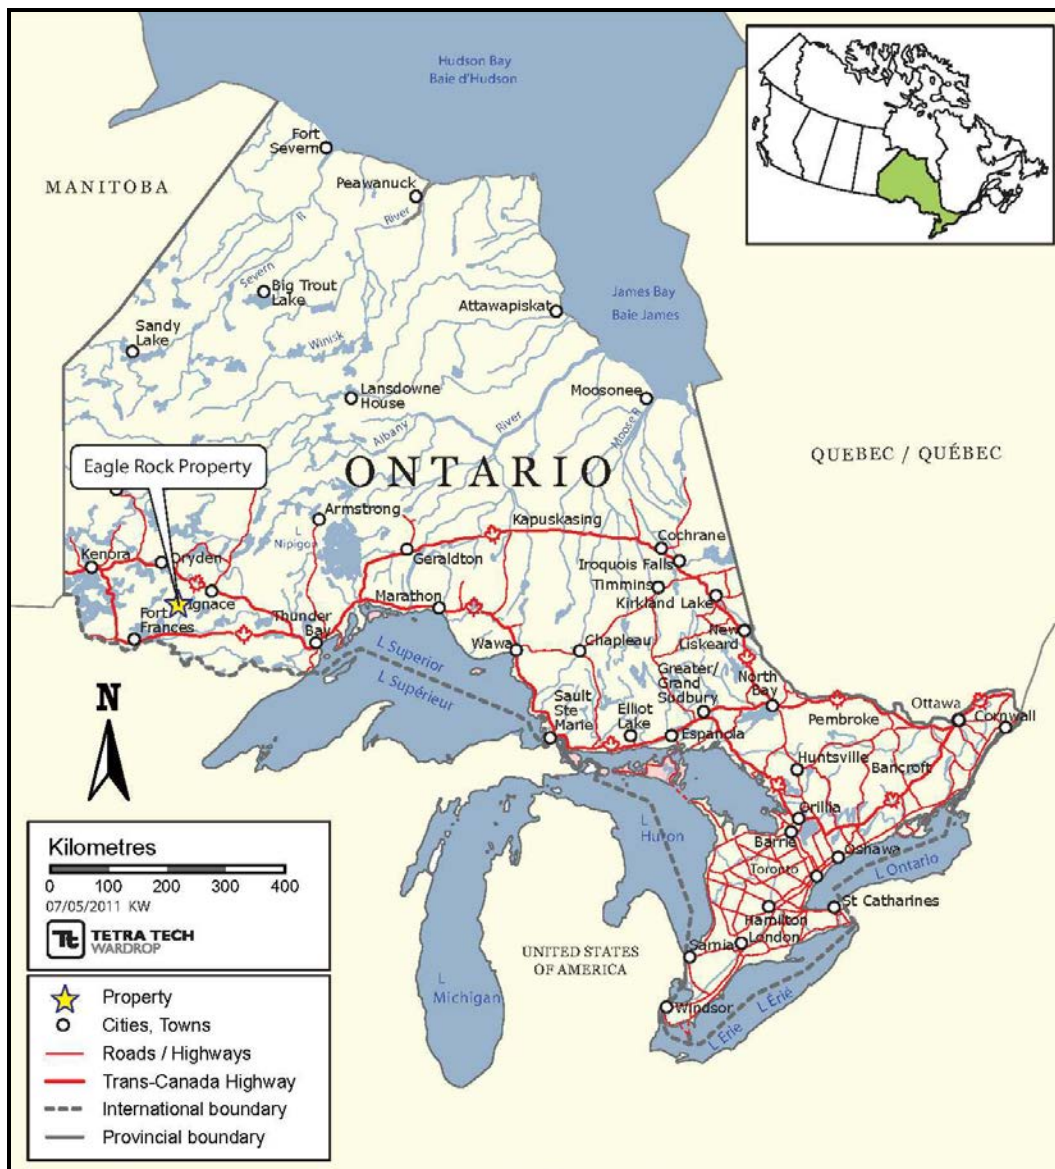 Hudson Bay
Baie d'Hudson
Fort
Severn
MANITOBA
Peawanuck
River
R
Severn
Big Trout
Lake
James Bay
Baie James
Attawapiskat
Sandy
Lake
Winisk
Lansdowne
House
Moosonee
Albany
River
Moose R
QUEBEC / QUÉBEC
Eagle Rock Property
ONTARIO
Armstrong
L
Nipigon
Kapuskasing
Cochrane
Kenora
Dryden
Geraldton
Iroquois Falls
Timmins
Ignace
Marathon
Kirkland Lake
Fort
Frances
Thunder
Bay
New
Liskeard
Wawa
Chapleau
L Superior
L Supérieur
Greater/
Grand
Sudbury
North
Bay
Sault
Ste
Marie
Elliot
Lake
Espanola
Pembroke
Ottawa
Cornwall
N
Huntsville
Bancroft
Orillia
L
Huron
Barrie
Oshawa
Toronto
L Ontario
St Catharines
Hamilton
London
Sarnia
UNITED STATES
OF AMERICA
L
Michigan
Windsor
L Erie
L Érié
Kilometres
0 100 200 300 400
07/05/2011 KW
Tt
TETRA TECH
WARDROP
Property
Cities, Towns
Roads / Highways
Trans-Canada Highway
International boundary
Provincial boundary